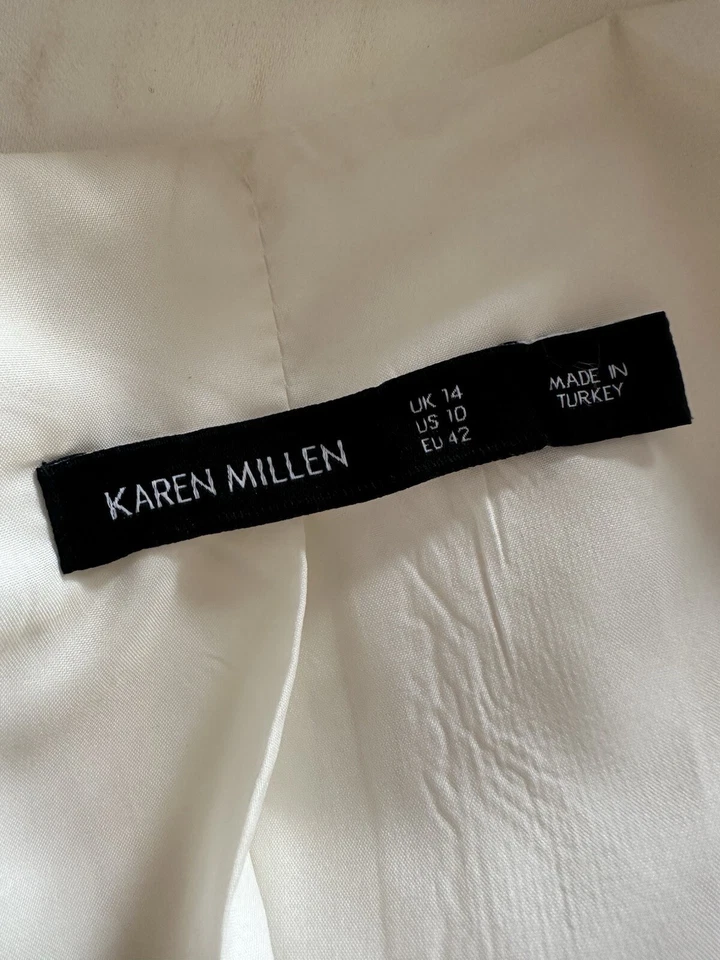 KAREN MILLEN
UK 14
US 10
EU 42
MADE IN
TURKEY